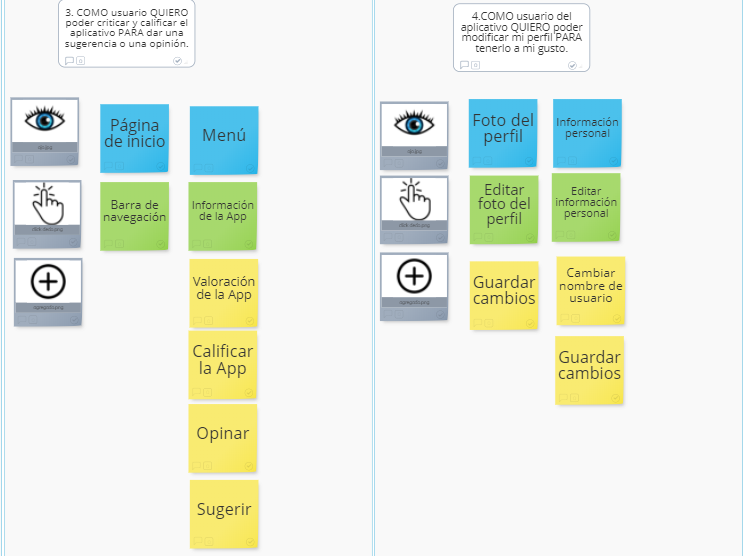 3. COMO usuario QUIERO
poder criticar y calificar el
aplicativo PARA dar una
sugerencia o una opinión.
0
Página
de inicio
Menú
Barra de
navegación
Información
de la App
Valoración
de la App
Calificar
la App
Opinar
Sugerir
4.COMO usuario del
aplicativo QUIERO poder
modificar mi perfil PARA
tenerlo a mi gusto.
0
Foto del
perfil
Información
personal
Editar
foto del
perfil
Editar
información
personal
Guardar
cambios
Cambiar
nombre de
usuario
Guardar
cambios